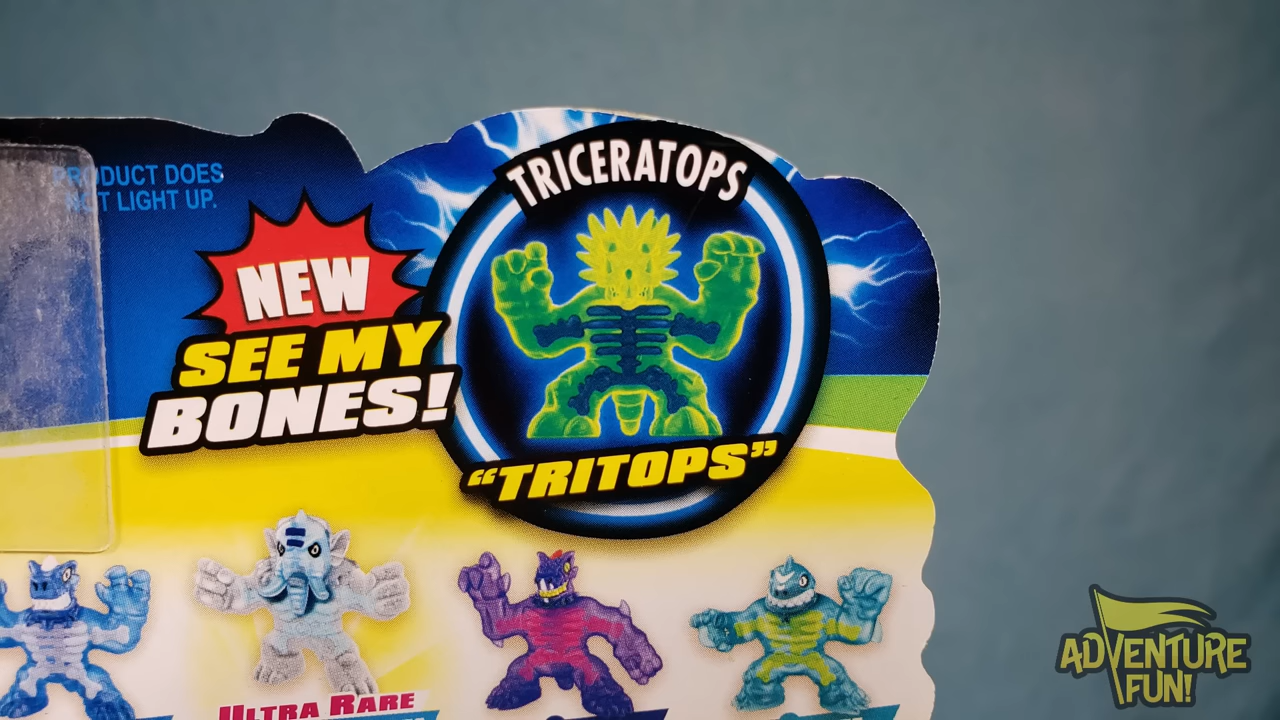 PRODUCT DOES
NOT LIGHT UP.
TRICERATOPS
NEW
SEE MY
BONES!
"TRITOPS"
ULTRA RARE
ADVENTURE
FUN!